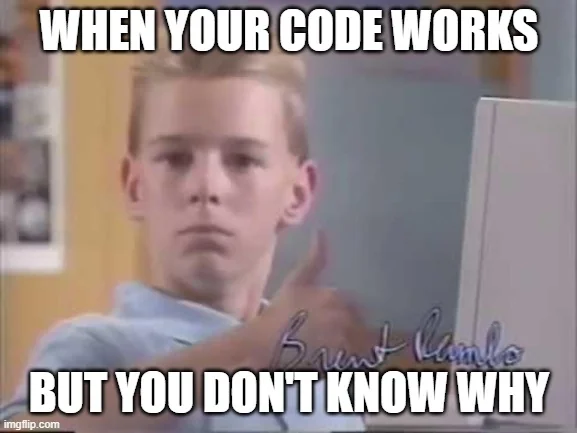 WHEN YOUR CODE WORKS
Brent Rambo
BUT YOU DON'T KNOW WHY
imgflip.com